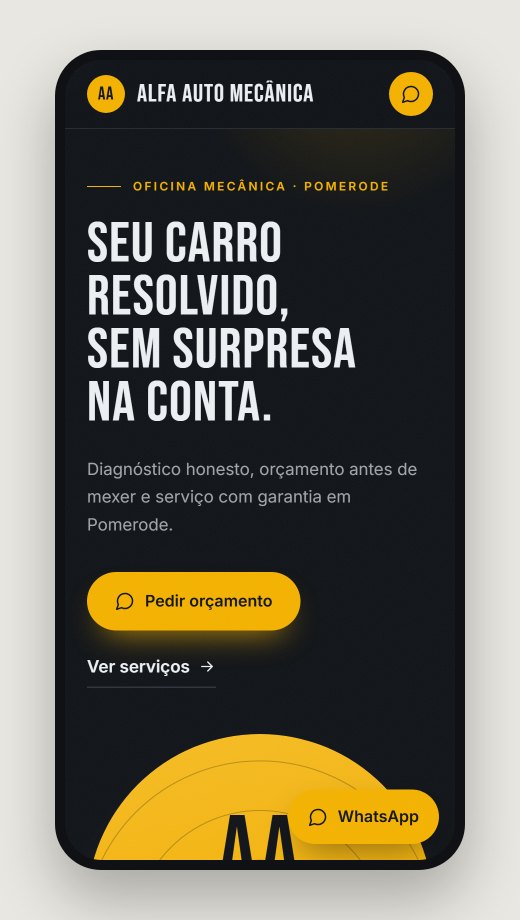 AA ALFA AUTO MECÂNICA
OFICINA MECÂNICA · POMERODE
SEU CARRO
RESOLVIDO,
SEM SURPRESA
NA CONTA.
Diagnóstico honesto, orçamento antes de
mexer e serviço com garantia em
Pomerode.
Pedir orçamento
Ver serviços →
AA
WhatsApp